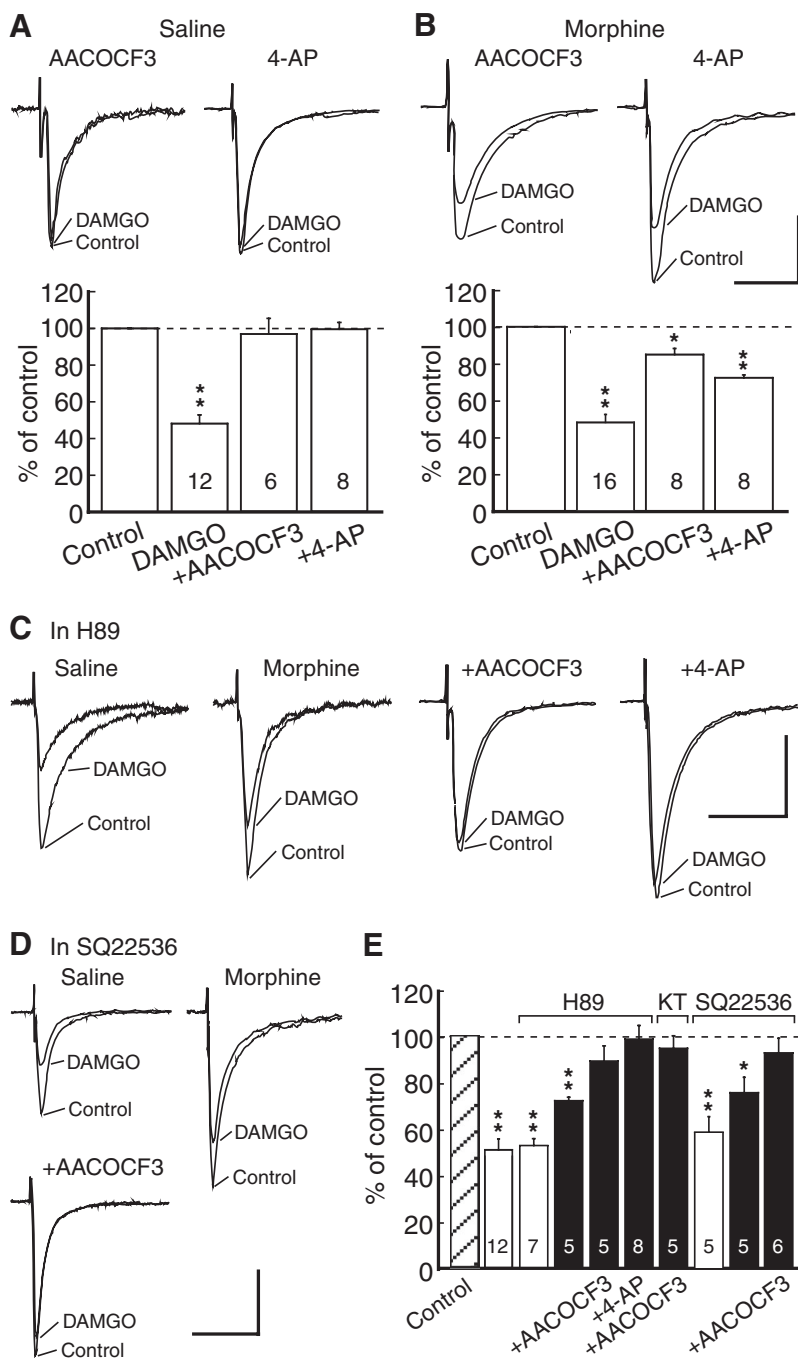 A
Saline
AACOCF3
4-AP
DAMGO
Control
DAMGO
Control
120
100
80
60
40
20
0
% of control
**
12
6
8
Control
DAMGO
+AACOCF3
+4-AP
B
Morphine
AACOCF3
4-AP
DAMGO
Control
DAMGO
Control
120
100
80
60
40
20
0
% of control
**
*
**
16
8
8
Control
DAMGO
+AACOCF3
+4-AP
C In H89
Saline
Morphine
+AACOCF3
+4-AP
DAMGO
Control
DAMGO
Control
DAMGO
Control
DAMGO
Control
D In SQ22536
Saline
Morphine
DAMGO
Control
DAMGO
Control
+AACOCF3
DAMGO
Control
E
H89 KT SQ22536
120
100
80
60
40
20
0
% of control
**
**
**
**
*
12
7
5
5
8
5
5
5
6
Control
+AACOCF3
+4-AP
+AACOCF3
+AACOCF3